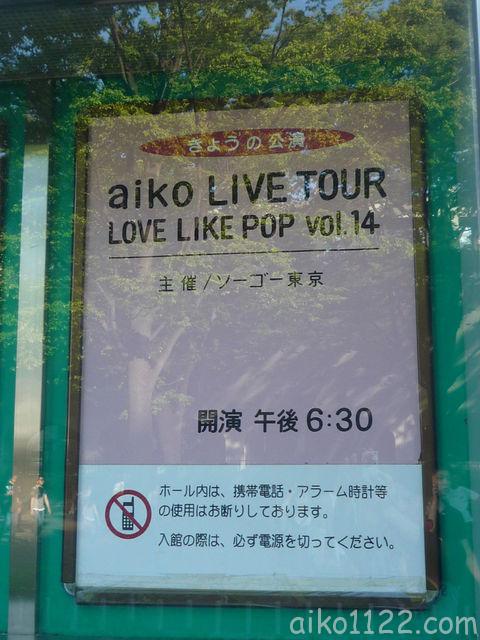 きょうの公演
aiko LIVE TOUR
LOVE LIKE POP vol.14
主催/ソーゴー東京
開演 午後 6:30
ホール内は、携帯電話・アラーム時計等
の使用はお断りしております。
入館の際は、必ず電源を切ってください。
aiko1122.com